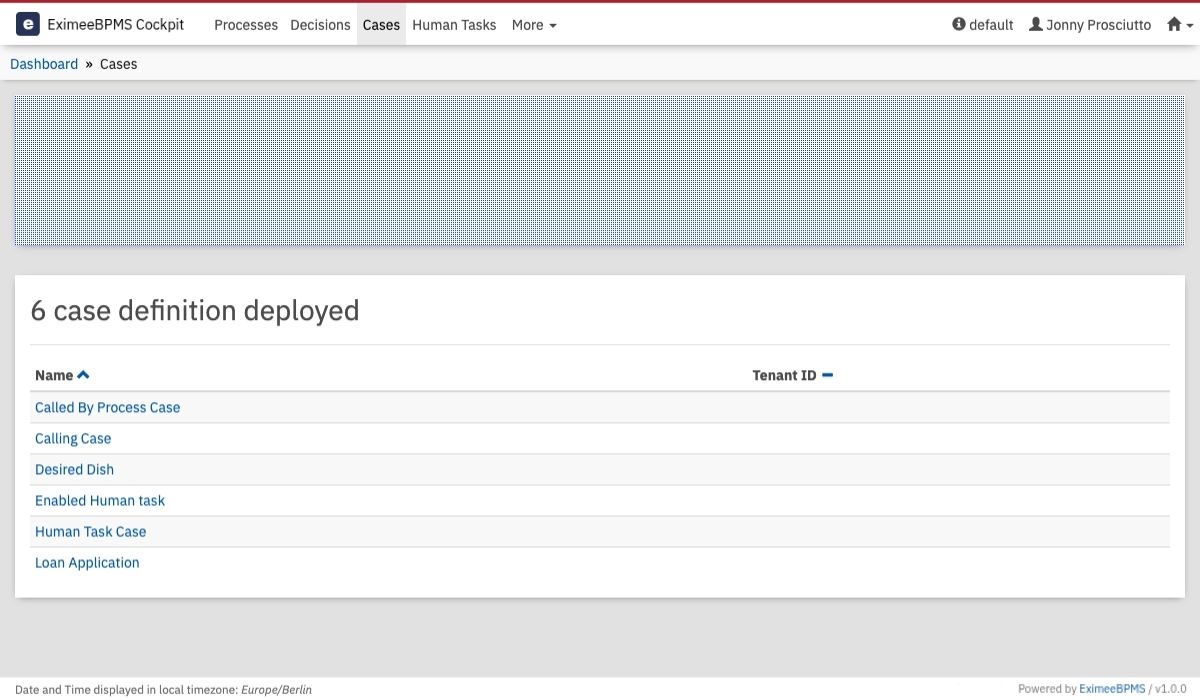 e EximeeBPMS Cockpit Processes Decisions Cases Human Tasks More default Jonny Prosciutto
Dashboard » Cases
6 case definition deployed
Name Tenant ID
Called By Process Case
Calling Case
Desired Dish
Enabled Human task
Human Task Case
Loan Application
Date and Time displayed in local timezone: Europe/Berlin Powered by EximeeBPMS / v1.0.0